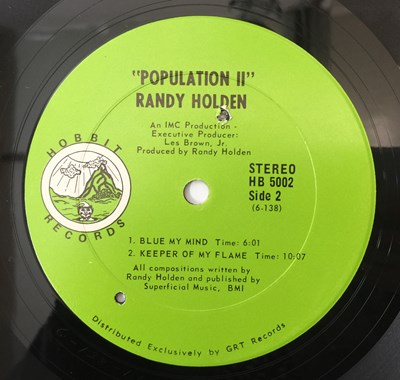 "POPULATION II"
RANDY HOLDEN
An IMC Production -
Executive Producer:
Les Brown, Jr.
Produced by Randy Holden
HOBBIT
RECORDS
STEREO
HB 5002
Side 2
(6-138)
1. BLUE MY MIND Time: 6:01
2. KEEPER OF MY FLAME Time: 10:07
All compositions written by
Randy Holden and published by
Superficial Music, BMI
Distributed Exclusively by GRT Records